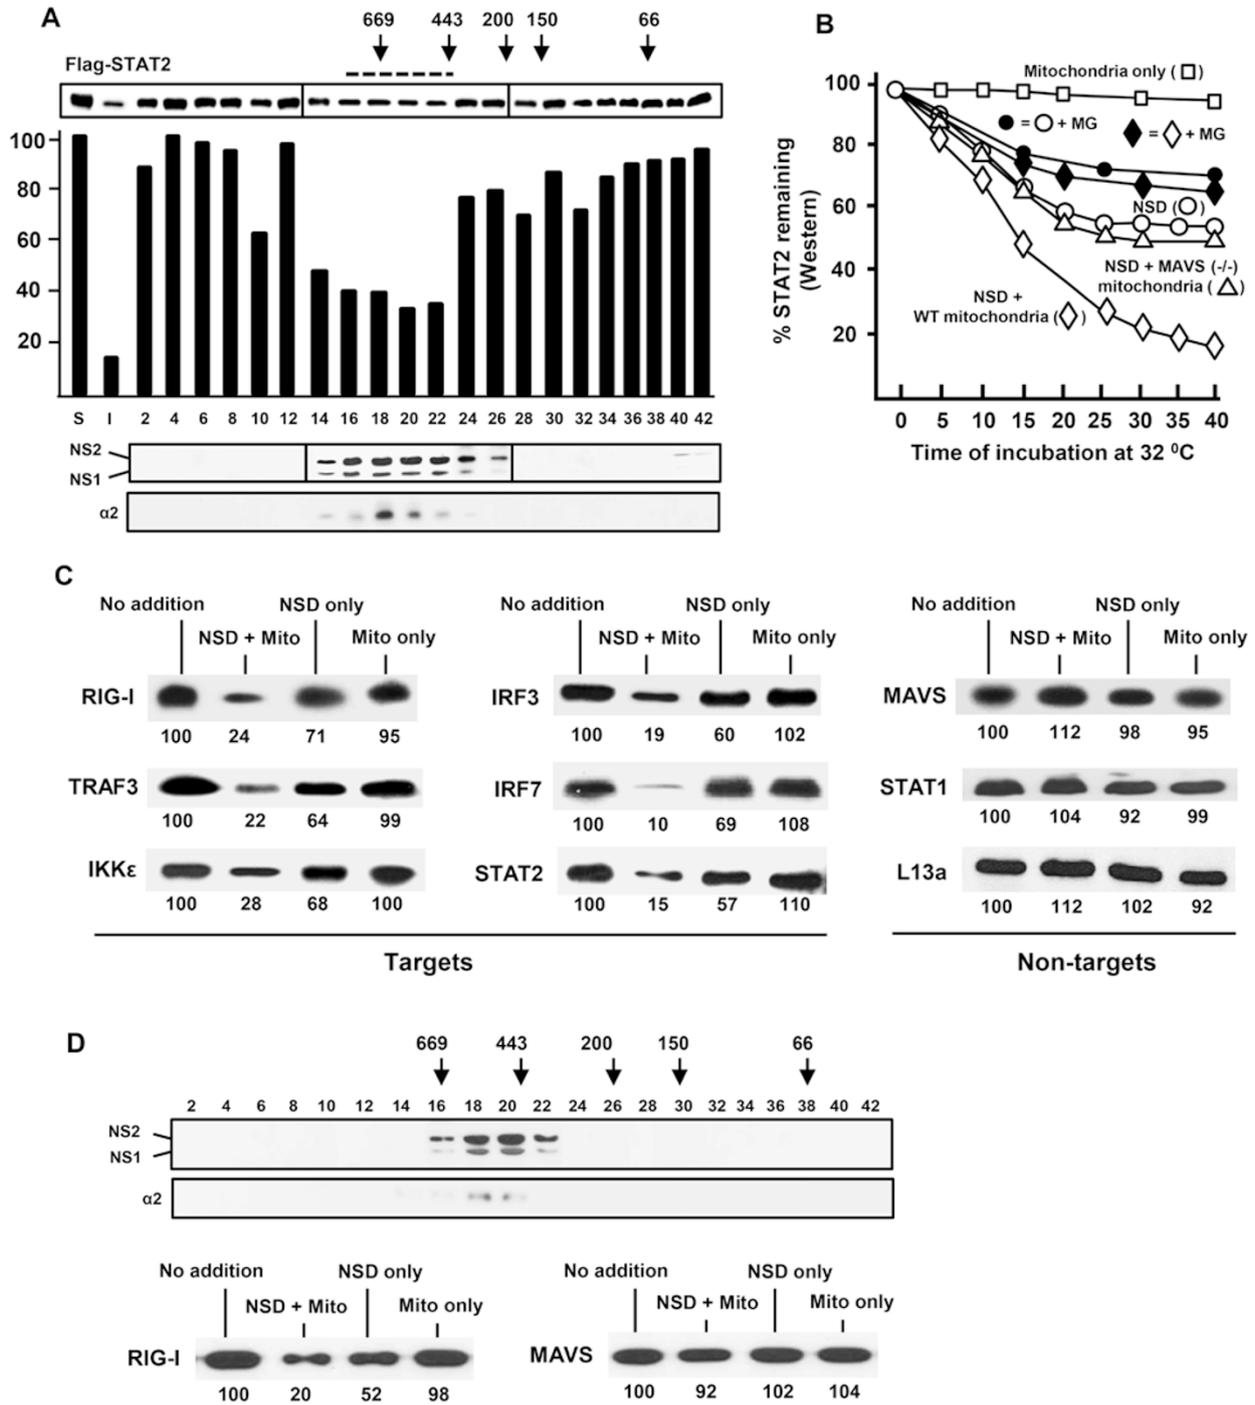 A
669 443 200 150 66
Flag-STAT2
100
80
60
40
20
S I 2 4 6 8 10 12 14 16 18 20 22 24 26 28 30 32 34 36 38 40 42
NS2
NS1
α2
B
% STAT2 remaining
(Western)
100
80
60
40
20
Mitochondria only (□)
● = ○ + MG
◆ = ◇ + MG
NSD (○)
NSD + MAVS (-/-)
mitochondria (△)
NSD +
WT mitochondria (◇)
0 5 10 15 20 25 30 35 40
Time of incubation at 32 ⁰C
C
No addition NSD only
NSD + Mito Mito only
RIG-I
100 24 71 95
TRAF3
100 22 64 99
IKKε
100 28 68 100
No addition NSD only
NSD + Mito Mito only
IRF3
100 19 60 102
IRF7
100 10 69 108
STAT2
100 15 57 110
Targets
No addition NSD only
NSD + Mito Mito only
MAVS
100 112 98 95
STAT1
100 104 92 99
L13a
100 112 102 92
Non-targets
D
669 443 200 150 66
2 4 6 8 10 12 14 16 18 20 22 24 26 28 30 32 34 36 38 40 42
NS2
NS1
α2
No addition NSD only
NSD + Mito Mito only
RIG-I
100 20 52 98
No addition NSD only
NSD + Mito Mito only
MAVS
100 92 102 104